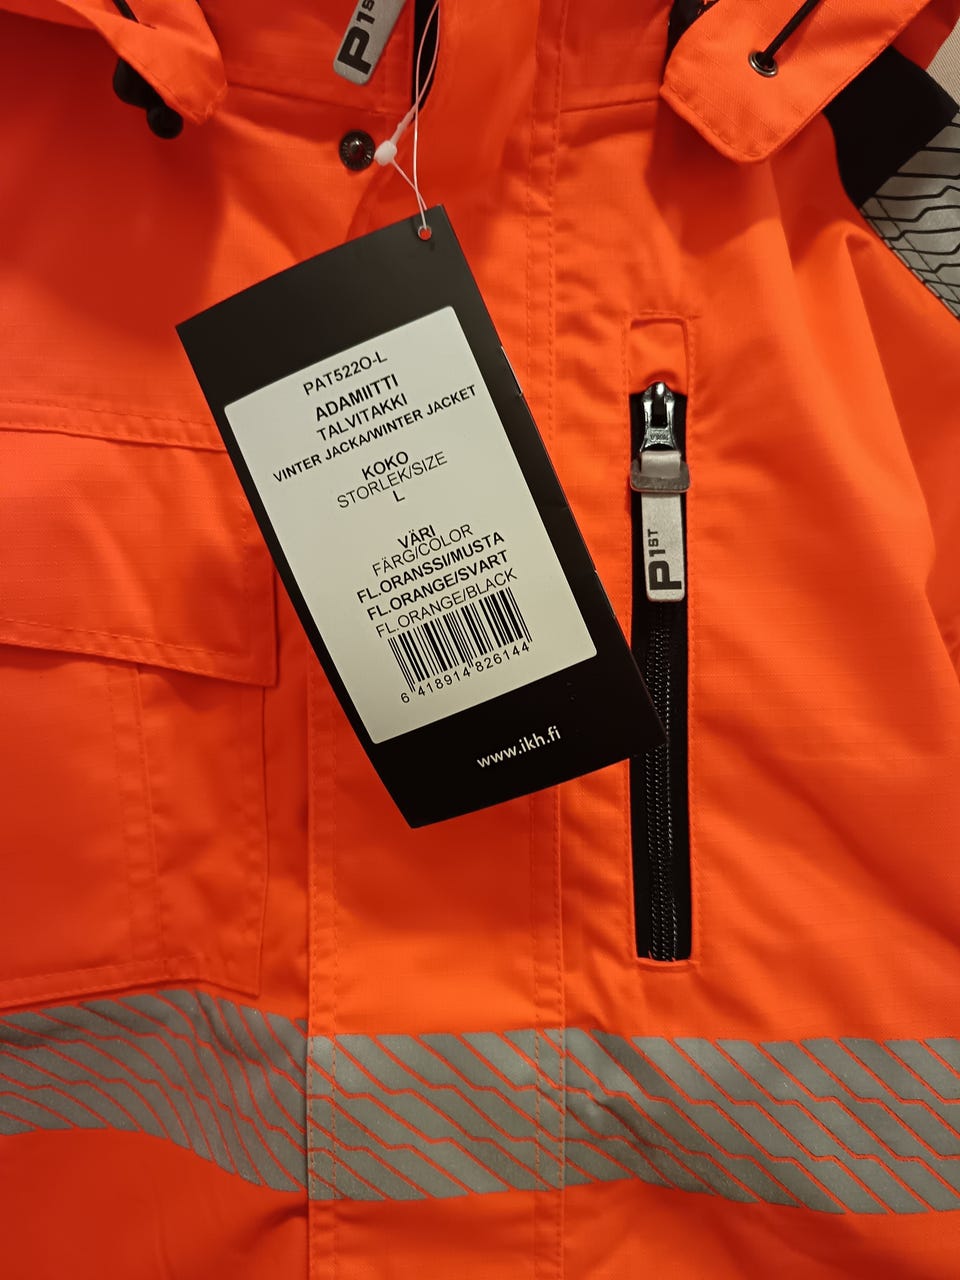 P1ST
PAT522O-L
ADAMIITTI
TALVITAKKI
VINTER JACKA/WINTER JACKET
KOKO
STORLEK/SIZE
L
VÄRI
FÄRG/COLOR
FL.ORANSSI/MUSTA
FL.ORANGE/SVART
FL.ORANGE/BLACK
6 418914 826144
www.ikh.fi
P1ST